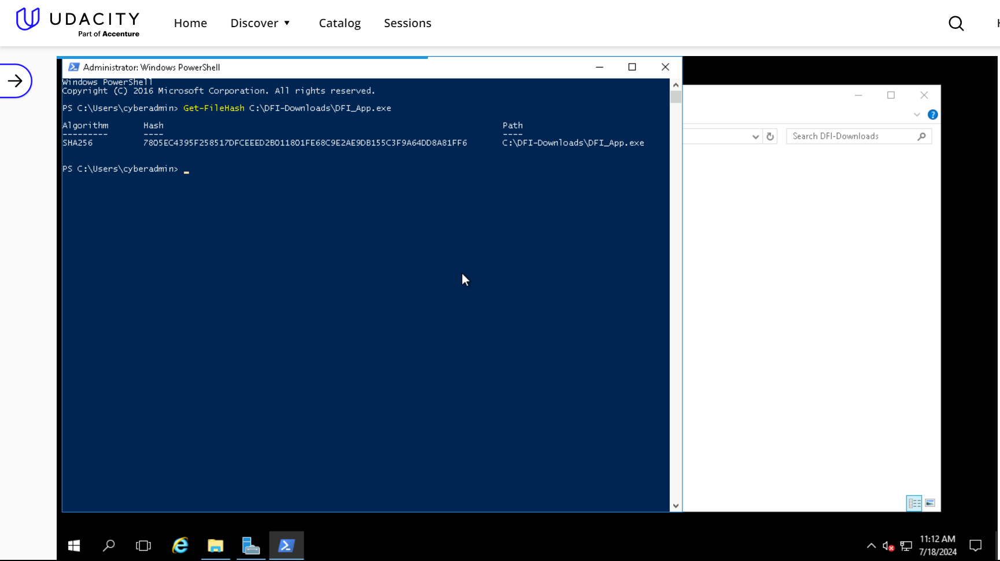 UDACITY
Part of Accenture
Home
Discover ▼
Catalog
Sessions
Administrator: Windows PowerShell
Windows PowerShell
Copyright (C) 2016 Microsoft Corporation. All rights reserved.
PS C:\Users\cyberadmin> Get-FileHash C:\DFI-Downloads\DFI_App.exe
Algorithm Hash Path
--------- ---- ----
SHA256 7805EC4395F258517DFCEEED2B011801FE68C9E2AE9DB155C3F9A64DD8A81FF6 C:\DFI-Downloads\DFI_App.exe
PS C:\Users\cyberadmin> _
Search DFI-Downloads
11:12 AM
7/18/2024